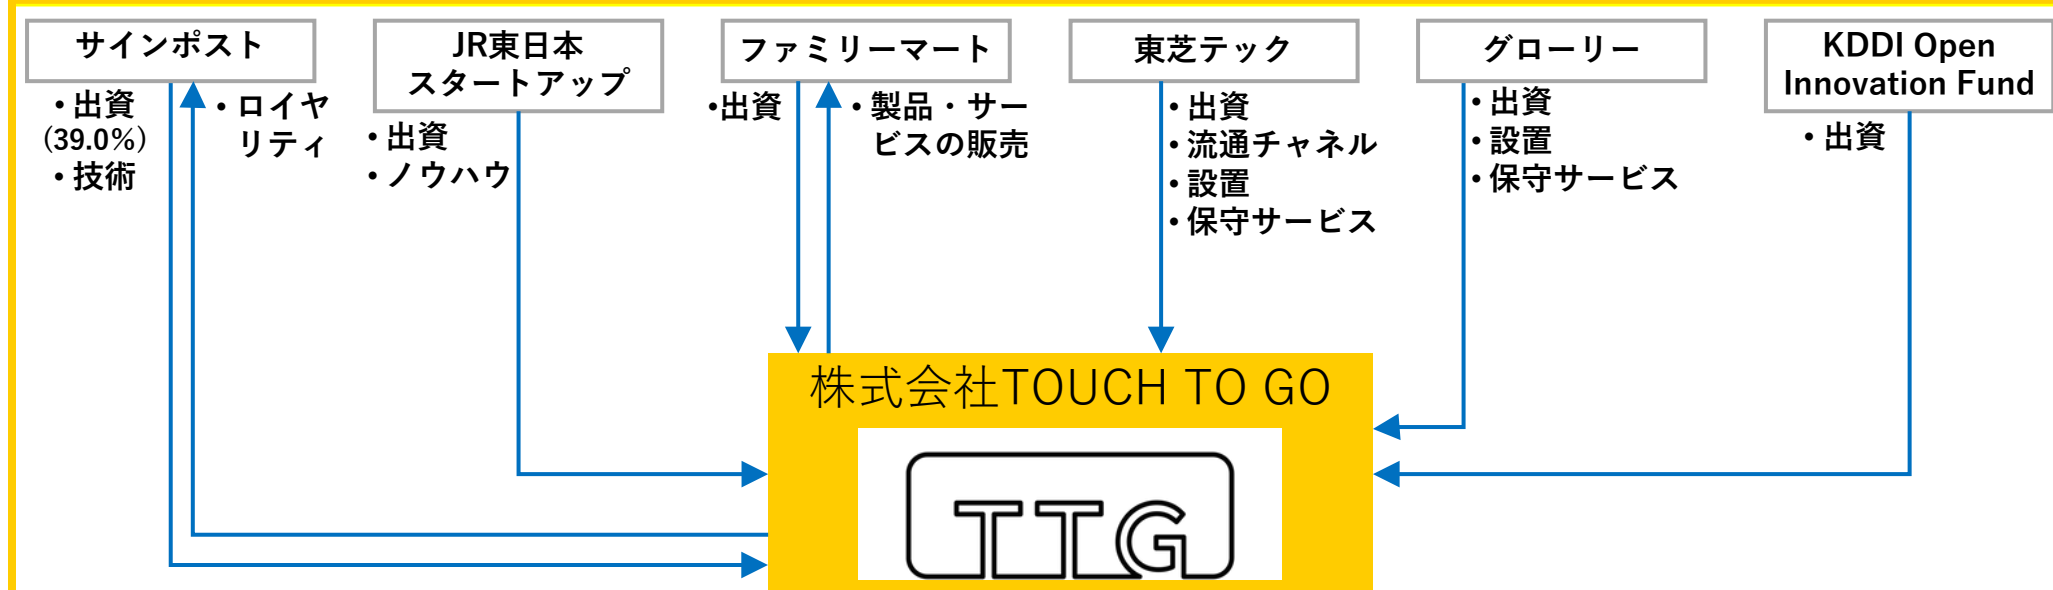 サインポスト
・出資
(39.0%)
・技術
・ロイヤ
リティ
JR東日本
スタートアップ
・出資
・ノウハウ
ファミリーマート
・出資
・製品・サー
ビスの販売
東芝テック
・出資
・流通チャネル
・設置
・保守サービス
グローリー
・出資
・設置
・保守サービス
KDDI Open
Innovation Fund
・出資
株式会社TOUCH TO GO
TTG